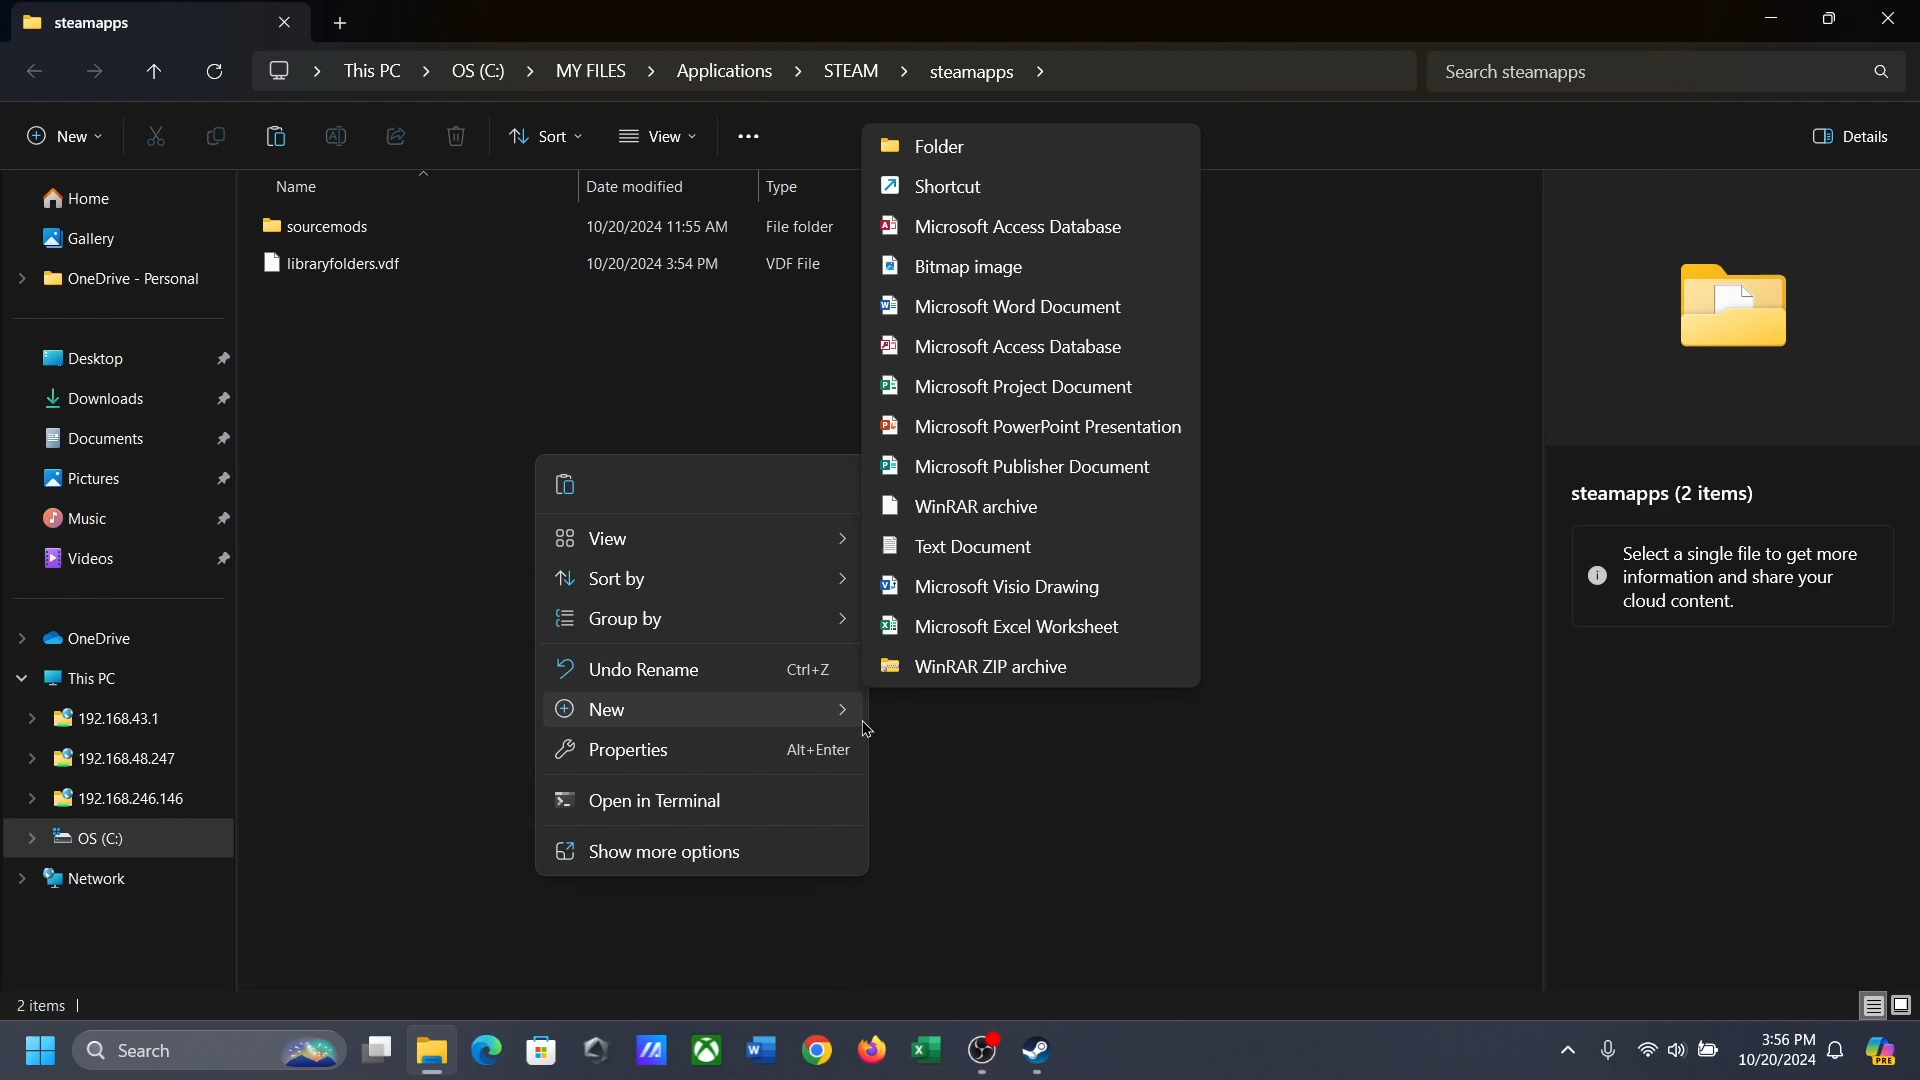 steamapps
This PC > OS (C:) > MY FILES > Applications > STEAM > steamapps >
Search steamapps
New
Sort
View
Details
Name
Date modified
Type
sourcemods
10/20/2024 11:55 AM
File folder
libraryfolders.vdf
10/20/2024 3:54 PM
VDF File
Home
Gallery
OneDrive - Personal
Desktop
Downloads
Documents
Pictures
Music
Videos
OneDrive
This PC
192.168.43.1
192.168.48.247
192.168.246.146
OS (C:)
Network
View
Sort by
Group by
Undo Rename
Ctrl+Z
New
Properties
Alt+Enter
Open in Terminal
Show more options
Folder
Shortcut
Microsoft Access Database
Bitmap image
Microsoft Word Document
Microsoft Access Database
Microsoft Project Document
Microsoft PowerPoint Presentation
Microsoft Publisher Document
WinRAR archive
Text Document
Microsoft Visio Drawing
Microsoft Excel Worksheet
WinRAR ZIP archive
steamapps (2 items)
Select a single file to get more
information and share your
cloud content.
2 items
Search
3:56 PM
10/20/2024
PRE